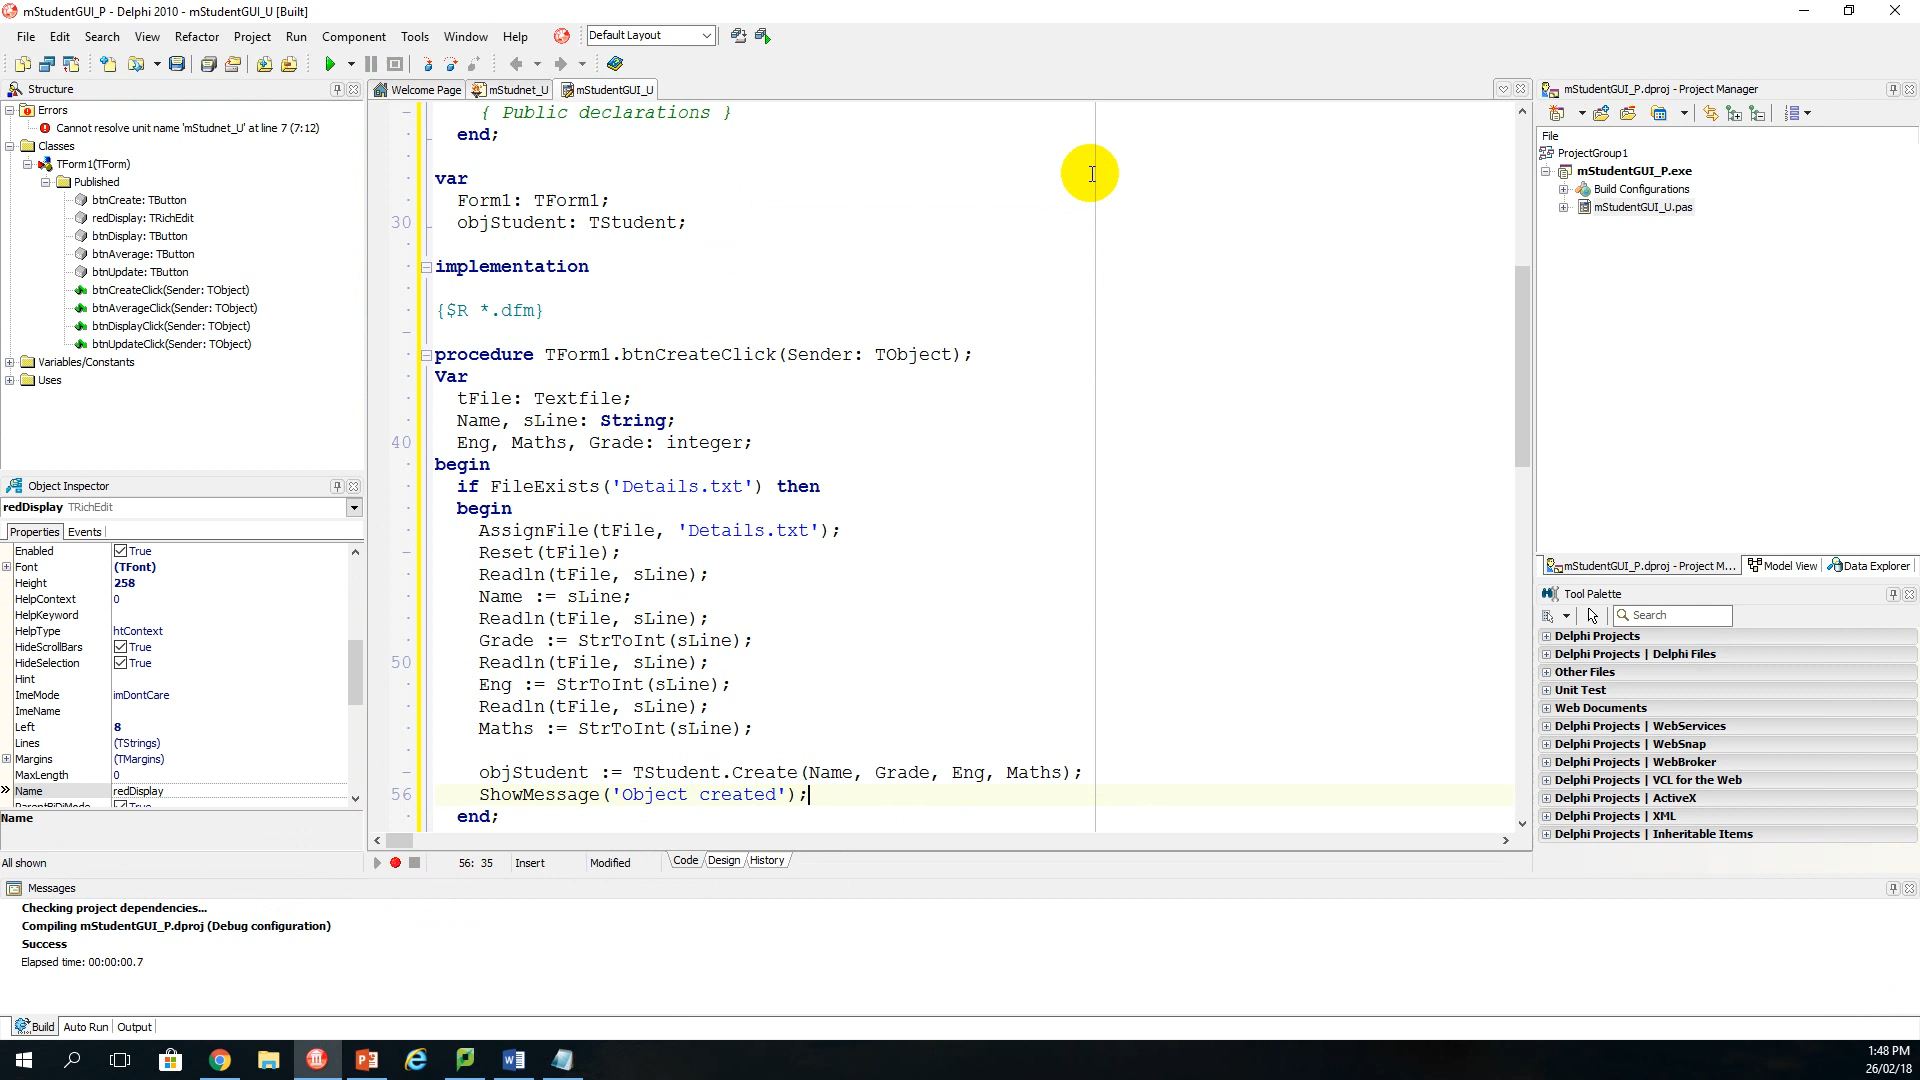 mStudentGUI_P - Delphi 2010 - mStudentGUI_U [Built]
File Edit Search View Refactor Project Run Component Tools Window Help Default Layout
Structure
Errors
Cannot resolve unit name 'mStudnet_U' at line 7 (7:12)
Classes
TForm1(TForm)
Published
btnCreate: TButton
redDisplay: TRichEdit
btnDisplay: TButton
btnAverage: TButton
btnUpdate: TButton
btnCreateClick(Sender: TObject)
btnAverageClick(Sender: TObject)
btnDisplayClick(Sender: TObject)
btnUpdateClick(Sender: TObject)
Variables/Constants
Uses
Object Inspector
redDisplay TRichEdit
Properties Events
Enabled True
Font (TFont)
Height 258
HelpContext 0
HelpKeyword
HelpType htContext
HideScrollBars True
HideSelection True
Hint
ImeMode imDontCare
ImeName
Left 8
Lines (TStrings)
Margins (TMargins)
MaxLength 0
Name redDisplay
ParentBiDiMode True
Name
All shown
Welcome Page mStudnet_U mStudentGUI_U
{ Public declarations }
end;
var
Form1: TForm1;
30 objStudent: TStudent;
implementation
{$R *.dfm}
procedure TForm1.btnCreateClick(Sender: TObject);
Var
tFile: Textfile;
Name, sLine: String;
40 Eng, Maths, Grade: integer;
begin
if FileExists('Details.txt') then
begin
AssignFile(tFile, 'Details.txt');
Reset(tFile);
Readln(tFile, sLine);
Name := sLine;
Readln(tFile, sLine);
Grade := StrToInt(sLine);
50 Readln(tFile, sLine);
Eng := StrToInt(sLine);
Readln(tFile, sLine);
Maths := StrToInt(sLine);
objStudent := TStudent.Create(Name, Grade, Eng, Maths);
56 ShowMessage('Object created');
end;
56: 35 Insert Modified Code Design History
mStudentGUI_P.dproj - Project Manager
File
ProjectGroup1
mStudentGUI_P.exe
Build Configurations
mStudentGUI_U.pas
mStudentGUI_P.dproj - Project M... Model View Data Explorer
Tool Palette
Search
Delphi Projects
Delphi Projects | Delphi Files
Other Files
Unit Test
Web Documents
Delphi Projects | WebServices
Delphi Projects | WebSnap
Delphi Projects | WebBroker
Delphi Projects | VCL for the Web
Delphi Projects | ActiveX
Delphi Projects | XML
Delphi Projects | Inheritable Items
Messages
Checking project dependencies...
Compiling mStudentGUI_P.dproj (Debug configuration)
Success
Elapsed time: 00:00:00.7
Build Auto Run Output
1:48 PM
26/02/18